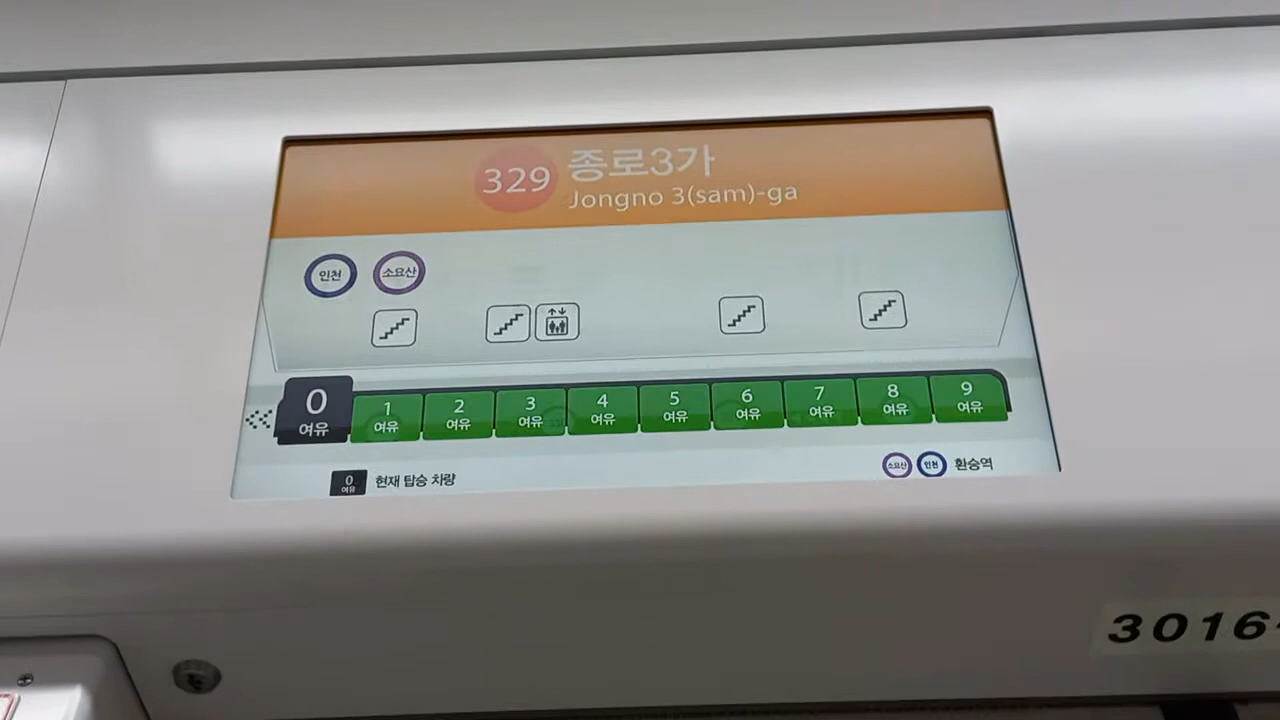 329 종로3가
Jongno 3(sam)-ga
인천 소요산
0 1 2 3 4 5 6 7 8 9
여유 여유 여유 여유 여유 여유 여유 여유 여유 여유
0 여유 현재 탑승 차량 소요산 인천 환승역
3016